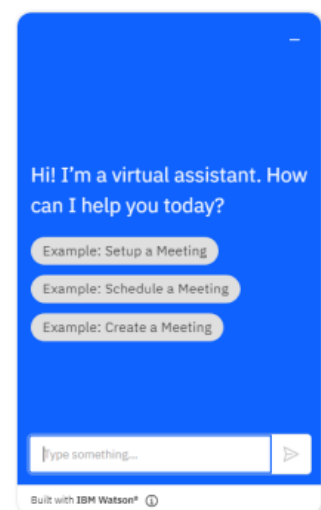 Hi! I'm a virtual assistant. How
can I help you today?
Example: Setup a Meeting
Example: Schedule a Meeting
Example: Create a Meeting
Type something...
Built with IBM Watson®